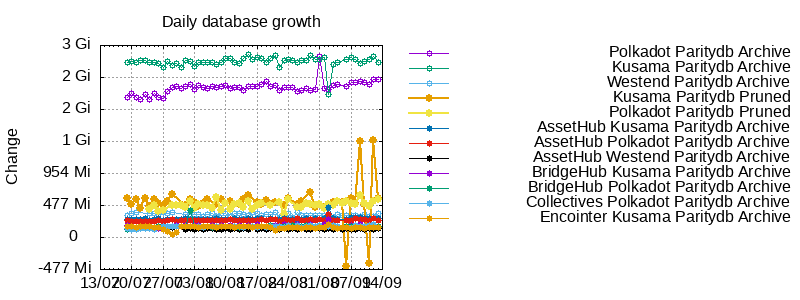 Daily database growth
Change
3 Gi
2 Gi
2 Gi
1 Gi
954 Mi
477 Mi
0
-477 Mi
13/07 20/07 27/07 03/08 10/08 17/08 24/08 31/08 07/09 14/09
Polkadot Paritydb Archive
Kusama Paritydb Archive
Westend Paritydb Archive
Kusama Paritydb Pruned
Polkadot Paritydb Pruned
AssetHub Kusama Paritydb Archive
AssetHub Polkadot Paritydb Archive
AssetHub Westend Paritydb Archive
BridgeHub Kusama Paritydb Archive
BridgeHub Polkadot Paritydb Archive
Collectives Polkadot Paritydb Archive
Encointer Kusama Paritydb Archive